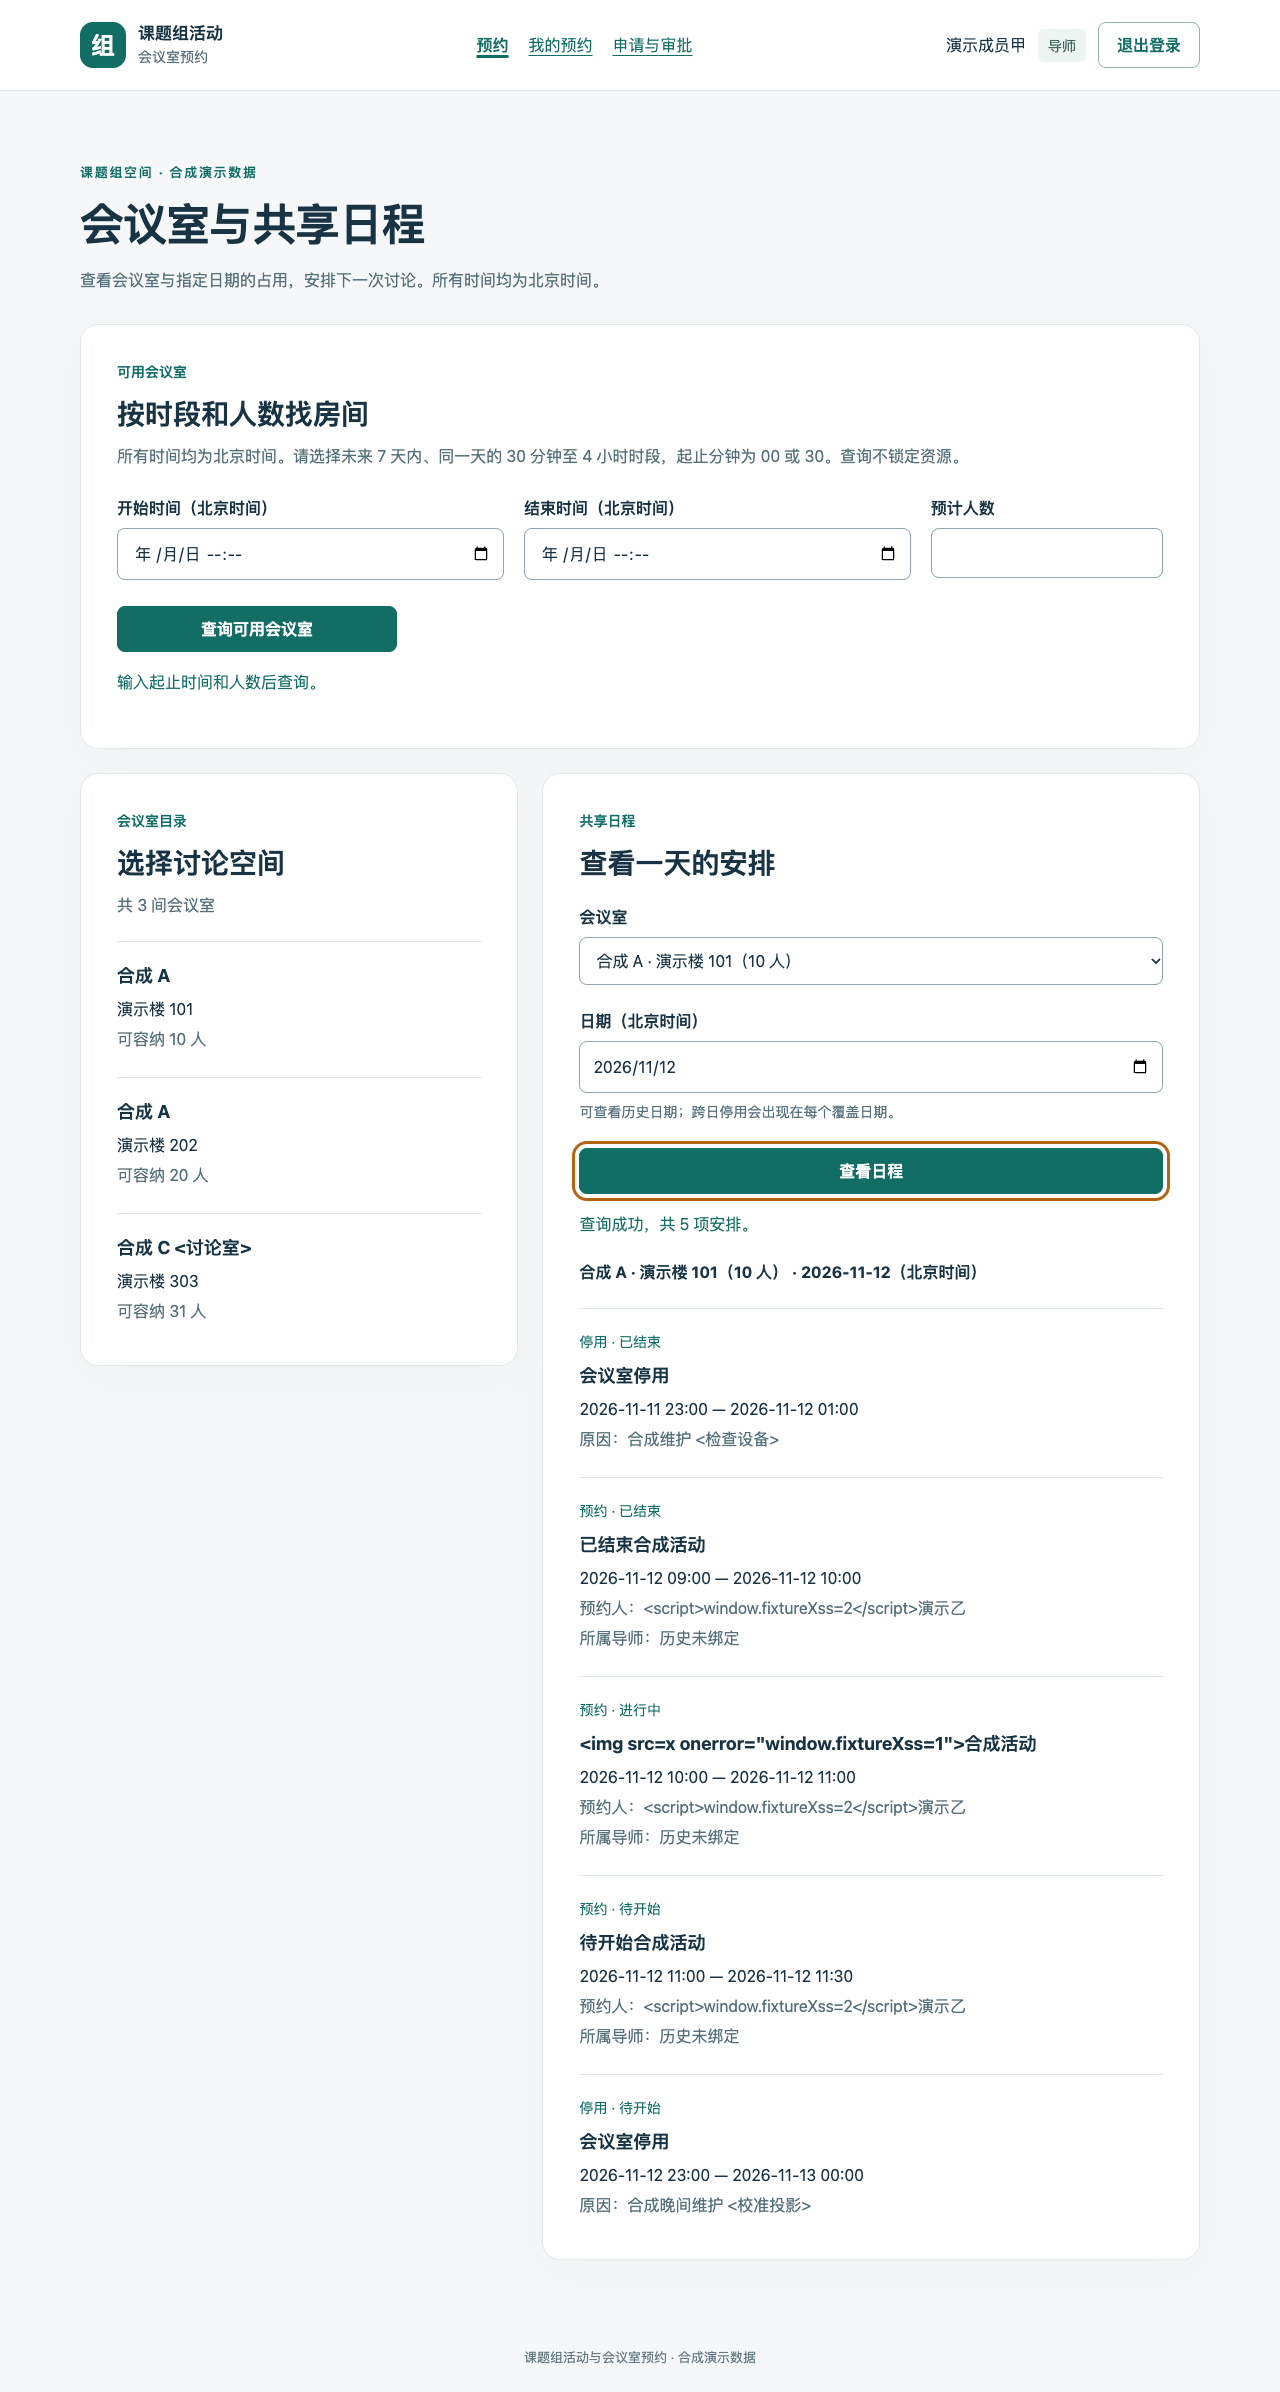 组
课题组活动
会议室预约
预约 我的预约 申请与审批
演示成员甲 导师 退出登录
课题组空间 · 合成演示数据
会议室与共享日程
查看会议室与指定日期的占用，安排下一次讨论。所有时间均为北京时间。
可用会议室
按时段和人数找房间
所有时间均为北京时间。请选择未来 7 天内、同一天的 30 分钟至 4 小时时段，起止分钟为 00 或 30。查询不锁定资源。
开始时间（北京时间） 结束时间（北京时间） 预计人数
年 /月/日 --:-- 年 /月/日 --:--
查询可用会议室
输入起止时间和人数后查询。
会议室目录
选择讨论空间
共 3 间会议室
合成 A
演示楼 101
可容纳 10 人
合成 A
演示楼 202
可容纳 20 人
合成 C <讨论室>
演示楼 303
可容纳 31 人
共享日程
查看一天的安排
会议室
合成 A · 演示楼 101（10 人）
日期（北京时间）
2026/11/12
可查看历史日期；跨日停用会出现在每个覆盖日期。
查看日程
查询成功，共 5 项安排。
合成 A · 演示楼 101（10 人） · 2026-11-12（北京时间）
停用 · 已结束
会议室停用
2026-11-11 23:00 — 2026-11-12 01:00
原因：合成维护 <检查设备>
预约 · 已结束
已结束合成活动
2026-11-12 09:00 — 2026-11-12 10:00
预约人：<script>window.fixtureXss=2</script>演示乙
所属导师：历史未绑定
预约 · 进行中
<img src=x onerror="window.fixtureXss=1">合成活动
2026-11-12 10:00 — 2026-11-12 11:00
预约人：<script>window.fixtureXss=2</script>演示乙
所属导师：历史未绑定
预约 · 待开始
待开始合成活动
2026-11-12 11:00 — 2026-11-12 11:30
预约人：<script>window.fixtureXss=2</script>演示乙
所属导师：历史未绑定
停用 · 待开始
会议室停用
2026-11-12 23:00 — 2026-11-13 00:00
原因：合成晚间维护 <校准投影>
课题组活动与会议室预约 · 合成演示数据